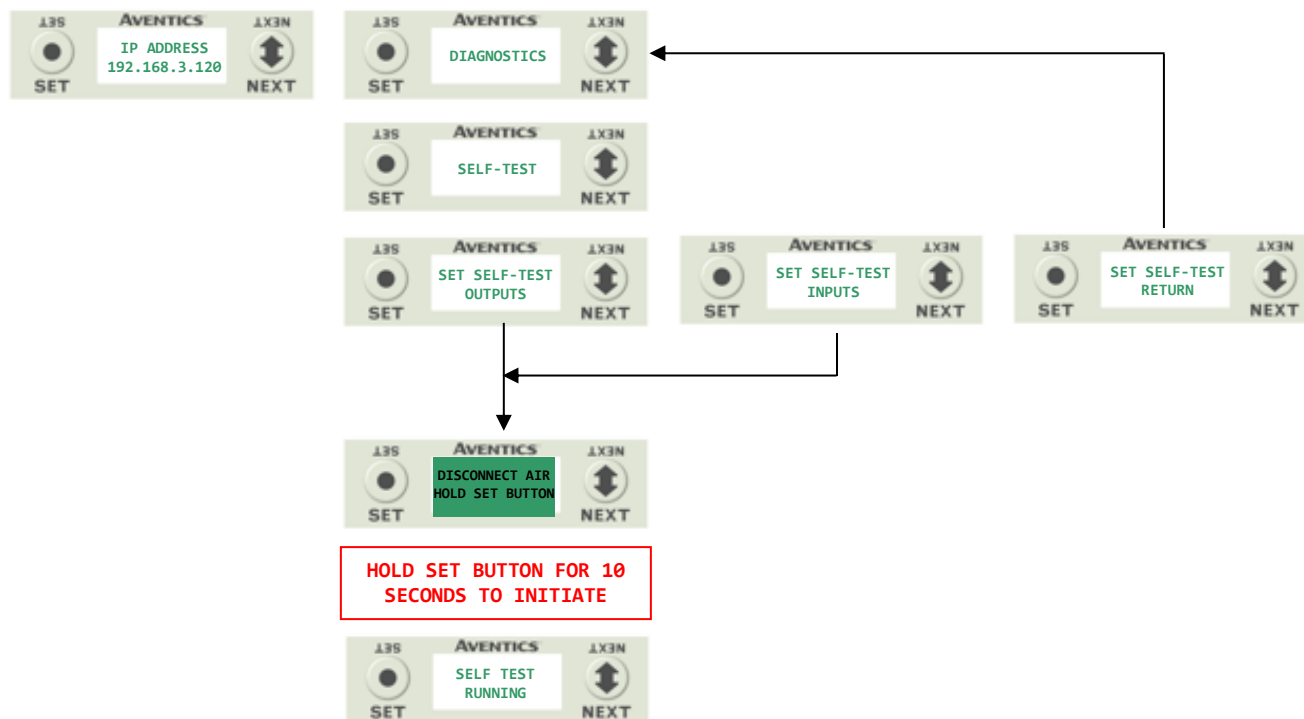 SET AVENTICS NEXT
IP ADDRESS
192.168.3.120
SET NEXT
SET AVENTICS NEXT
DIAGNOSTICS
SET NEXT
SET AVENTICS NEXT
SELF-TEST
SET NEXT
SET AVENTICS NEXT
SET SELF-TEST
OUTPUTS
SET NEXT
SET AVENTICS NEXT
SET SELF-TEST
INPUTS
SET NEXT
SET AVENTICS NEXT
SET SELF-TEST
RETURN
SET NEXT
SET AVENTICS NEXT
DISCONNECT AIR
HOLD SET BUTTON
SET NEXT
HOLD SET BUTTON FOR 10
SECONDS TO INITIATE
SET AVENTICS NEXT
SELF TEST
RUNNING
SET NEXT